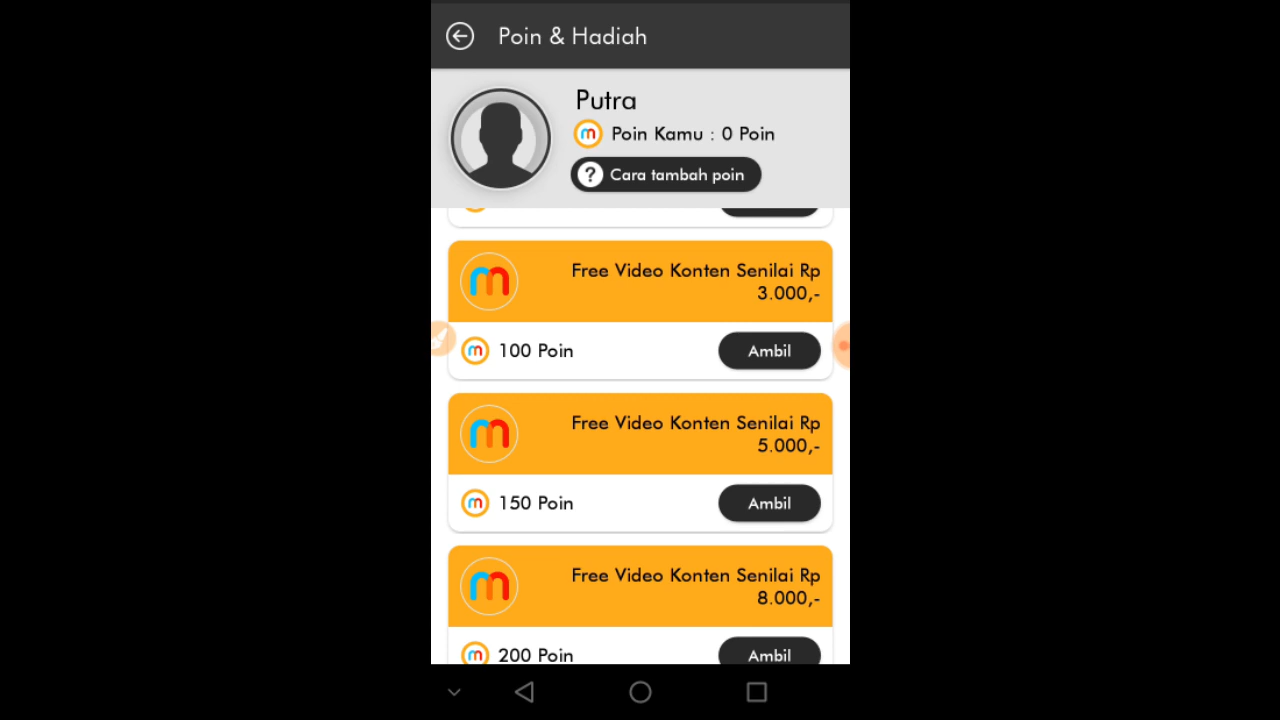 Poin & Hadiah
Putra
m Poin Kamu : 0 Poin
? Cara tambah poin
m Free Video Konten Senilai Rp
3.000,-
m 100 Poin Ambil
m Free Video Konten Senilai Rp
5.000,-
m 150 Poin Ambil
m Free Video Konten Senilai Rp
8.000,-
m 200 Poin Ambil